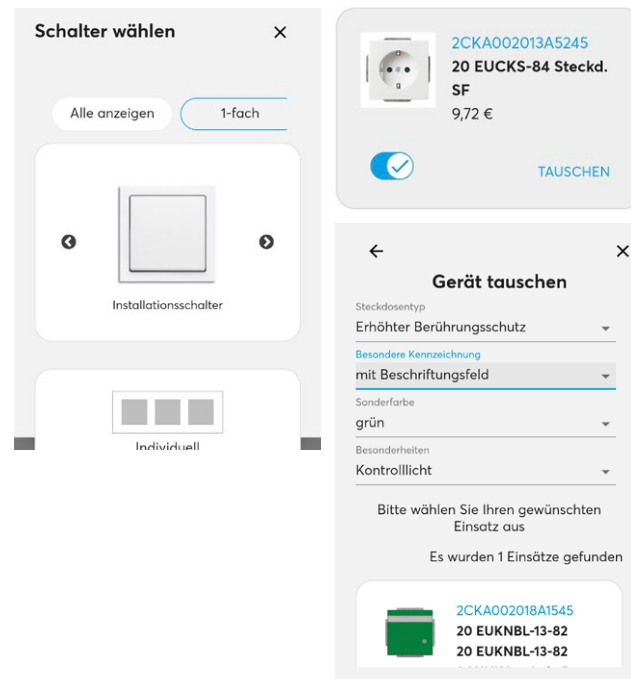 Schalter wählen
Alle anzeigen
1-fach
Installationsschalter
Individuell
2CKA002013A5245
20 EUCKS-84 Steckd.
SF
9,72 €
TAUSCHEN
Gerät tauschen
Steckdosentyp
Erhöhter Berührungsschutz
Besondere Kennzeichnung
mit Beschriftungsfeld
Sonderfarbe
grün
Besonderheiten
Kontrolllicht
Bitte wählen Sie Ihren gewünschten
Einsatz aus
Es wurden 1 Einsätze gefunden
2CKA002018A1545
20 EUKNBL-13-82
20 EUKNBL-13-82